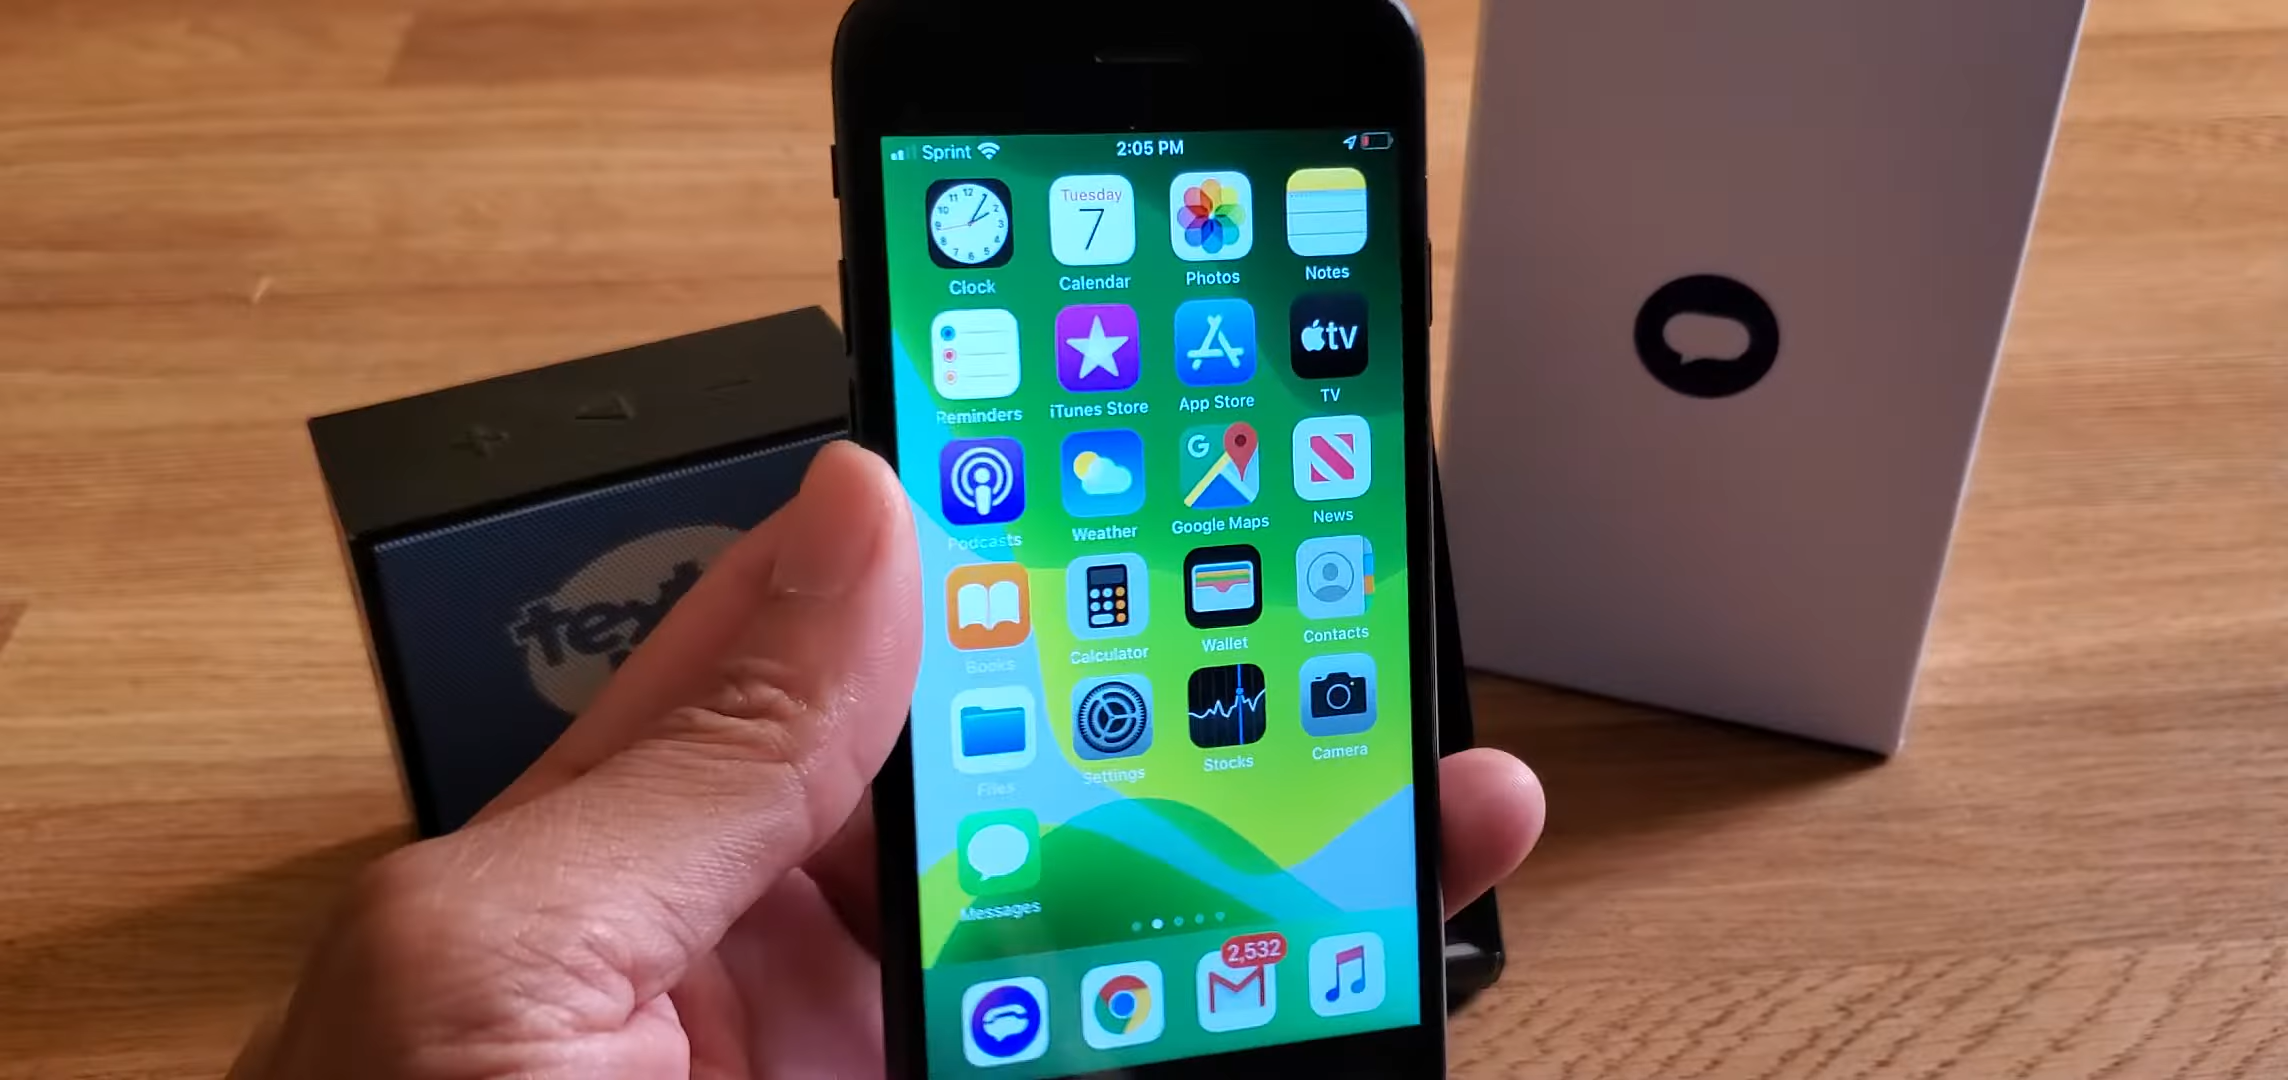 Sprint 2:05 PM
Tuesday
7
Clock Calendar Photos Notes
tv
Reminders iTunes Store App Store TV
G
Podcasts Weather Google Maps News
Books Calculator Wallet Contacts
Files Settings Stocks Camera
Messages
2,532
text